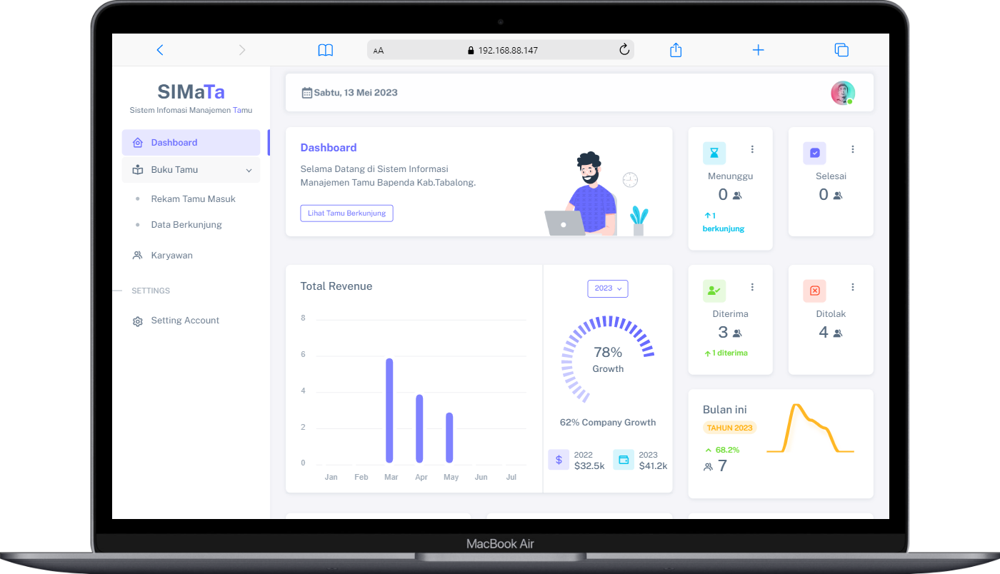 AA
192.168.88.147
SIMaTa
Sistem Infomasi Manajemen Tamu
Dashboard
Buku Tamu
Rekam Tamu Masuk
Data Berkunjung
Karyawan
SETTINGS
Setting Account
Sabtu, 13 Mei 2023
Dashboard
Selama Datang di Sistem Informasi
Manajemen Tamu Bapenda Kab.Tabalong.
Lihat Tamu Berkunjung
Menunggu
0
1
berkunjung
Selesai
0
Total Revenue
8
6
4
2
0
Jan Feb Mar Apr May Jun Jul
2023
78%
Growth
62% Company Growth
$
2022
$32.5k
2023
$41.2k
Diterima
3
1 diterima
Ditolak
4
Bulan ini
TAHUN 2023
68.2%
7
MacBook Air